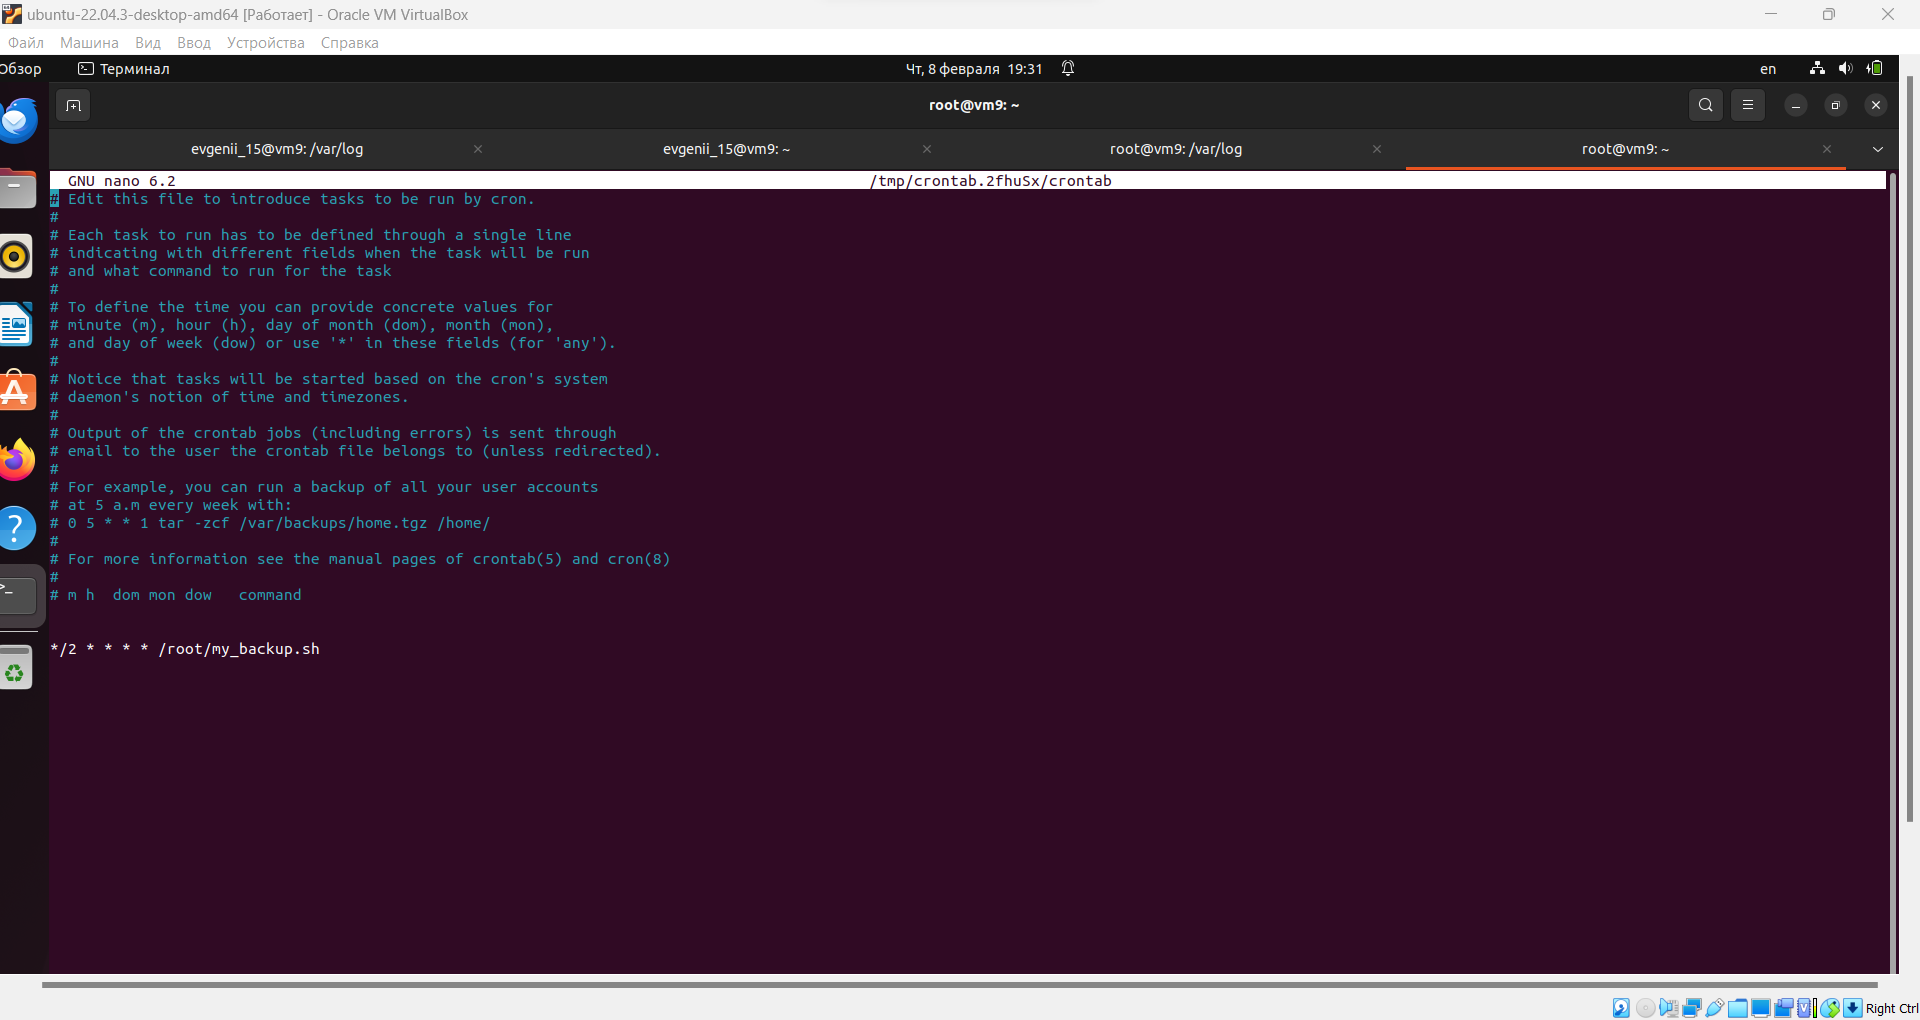 ubuntu-22.04.3-desktop-amd64 [Работает] - Oracle VM VirtualBox
Файл Машина Вид Ввод Устройства Справка
Обзор Терминал Чт, 8 февраля 19:31 en
root@vm9: ~
evgenii_15@vm9: /var/log evgenii_15@vm9: ~ root@vm9: /var/log root@vm9: ~
GNU nano 6.2 /tmp/crontab.2fhuSx/crontab
# Edit this file to introduce tasks to be run by cron.
#
# Each task to run has to be defined through a single line
# indicating with different fields when the task will be run
# and what command to run for the task
#
# To define the time you can provide concrete values for
# minute (m), hour (h), day of month (dom), month (mon),
# and day of week (dow) or use '*' in these fields (for 'any').
#
# Notice that tasks will be started based on the cron's system
# daemon's notion of time and timezones.
#
# Output of the crontab jobs (including errors) is sent through
# email to the user the crontab file belongs to (unless redirected).
#
# For example, you can run a backup of all your user accounts
# at 5 a.m every week with:
# 0 5 * * 1 tar -zcf /var/backups/home.tgz /home/
#
# For more information see the manual pages of crontab(5) and cron(8)
#
# m h  dom mon dow   command
*/2 * * * * /root/my_backup.sh
Right Ctrl